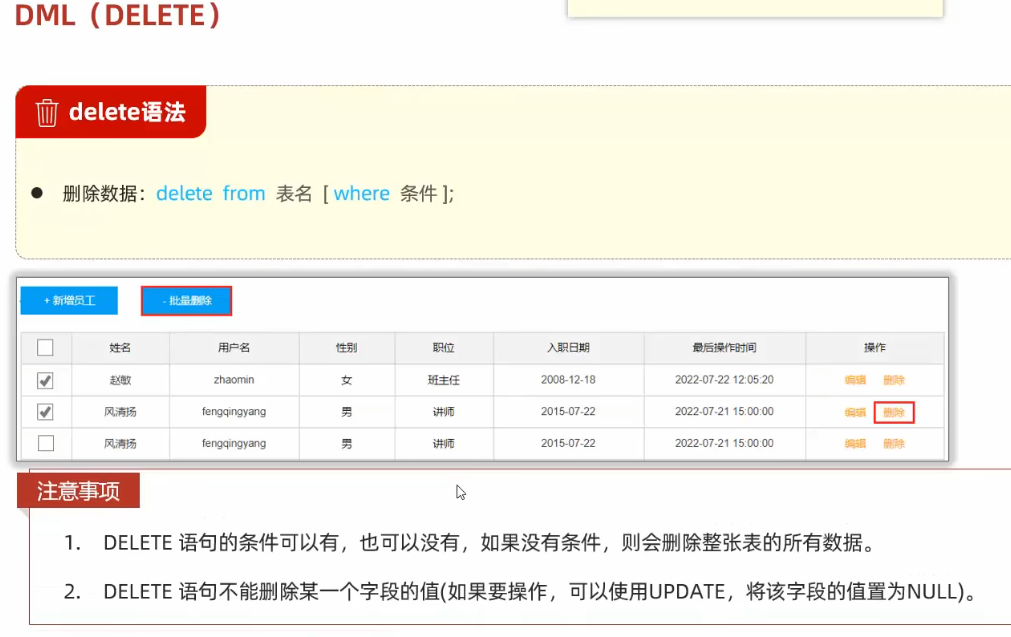 DML（DELETE）
delete语法
● 删除数据：delete from 表名 [ where 条件 ];
+ 新增员工 - 批量删除
姓名 用户名 性别 职位 入职日期 最后操作时间 操作
赵敏 zhaomin 女 班主任 2008-12-18 2022-07-22 12:05:20 编辑 删除
风清扬 fengqingyang 男 讲师 2015-07-22 2022-07-21 15:00:00 编辑 删除
风清扬 fengqingyang 男 讲师 2015-07-22 2022-07-21 15:00:00 编辑 删除
注意事项
1. DELETE 语句的条件可以有，也可以没有，如果没有条件，则会删除整张表的所有数据。
2. DELETE 语句不能删除某一个字段的值(如果要操作，可以使用UPDATE，将该字段的值置为NULL)。